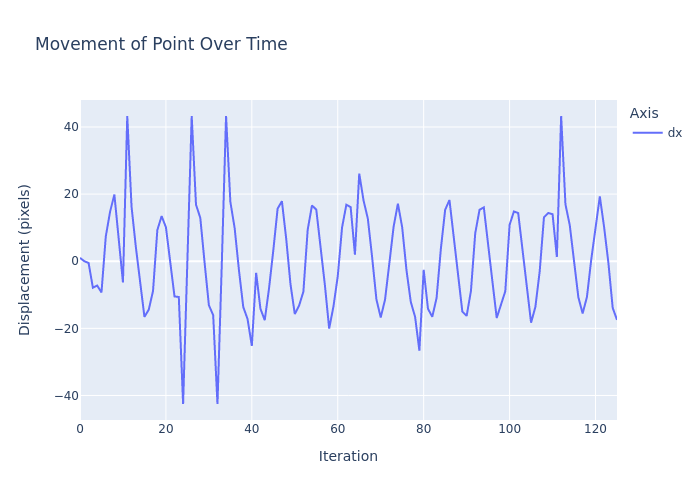 Movement of Point Over Time
Axis
dx
40
20
0
−20
−40
Displacement (pixels)
0 20 40 60 80 100 120
Iteration